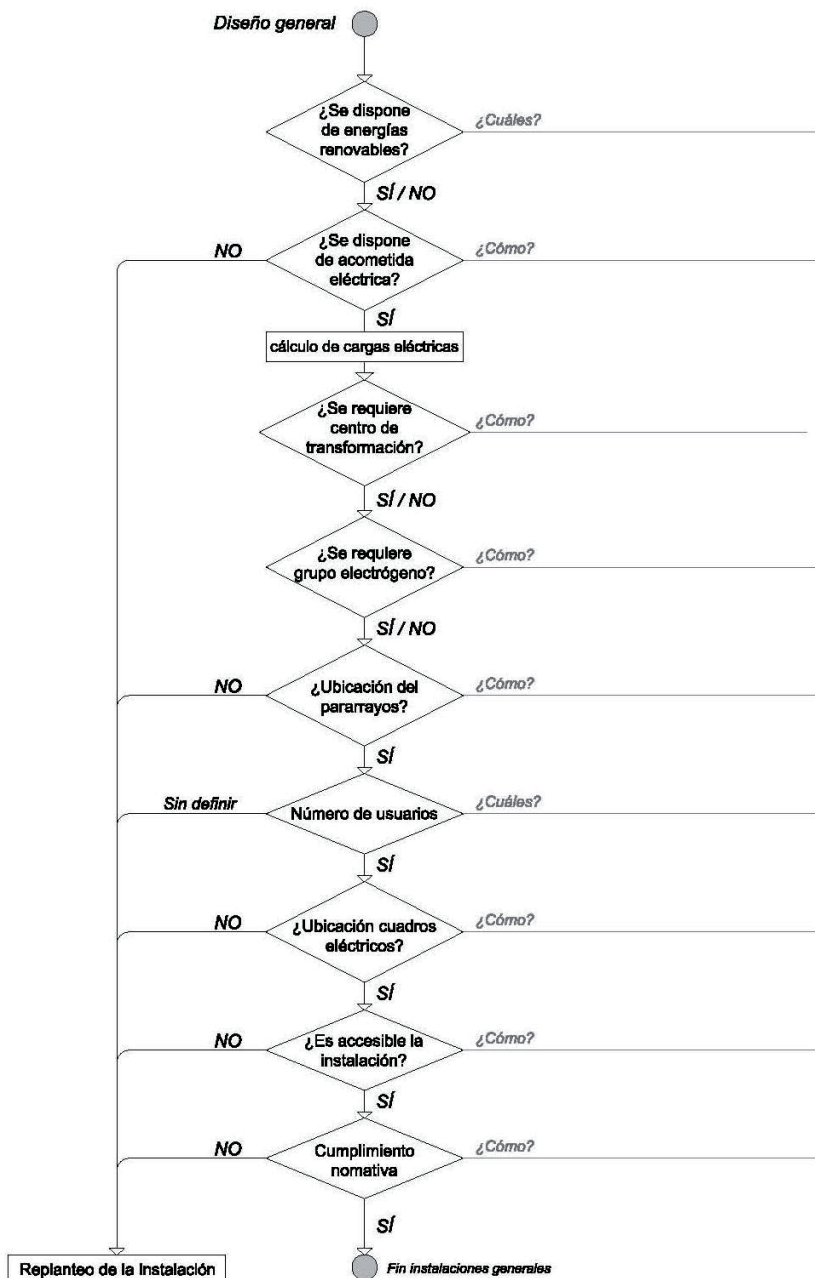 Diseño general
¿Se dispone
de energías
renovables?
¿Cuáles?
SÍ / NO
NO
¿Se dispone
de acometida
eléctrica?
¿Cómo?
SÍ
cálculo de cargas eléctricas
¿Se requiere
centro de
transformación?
¿Cómo?
SÍ / NO
¿Se requiere
grupo electrógeno?
¿Cómo?
SÍ / NO
NO
¿Ubicación del
pararrayos?
¿Cómo?
SÍ
Sin definir
Número de usuarios
¿Cuáles?
SÍ
NO
¿Ubicación cuadros
eléctricos?
¿Cómo?
SÍ
NO
¿Es accesible la
instalación?
¿Cómo?
SÍ
NO
Cumplimiento
nomativa
¿Cómo?
SÍ
Replanteo de la Instalación
Fin instalaciones generales